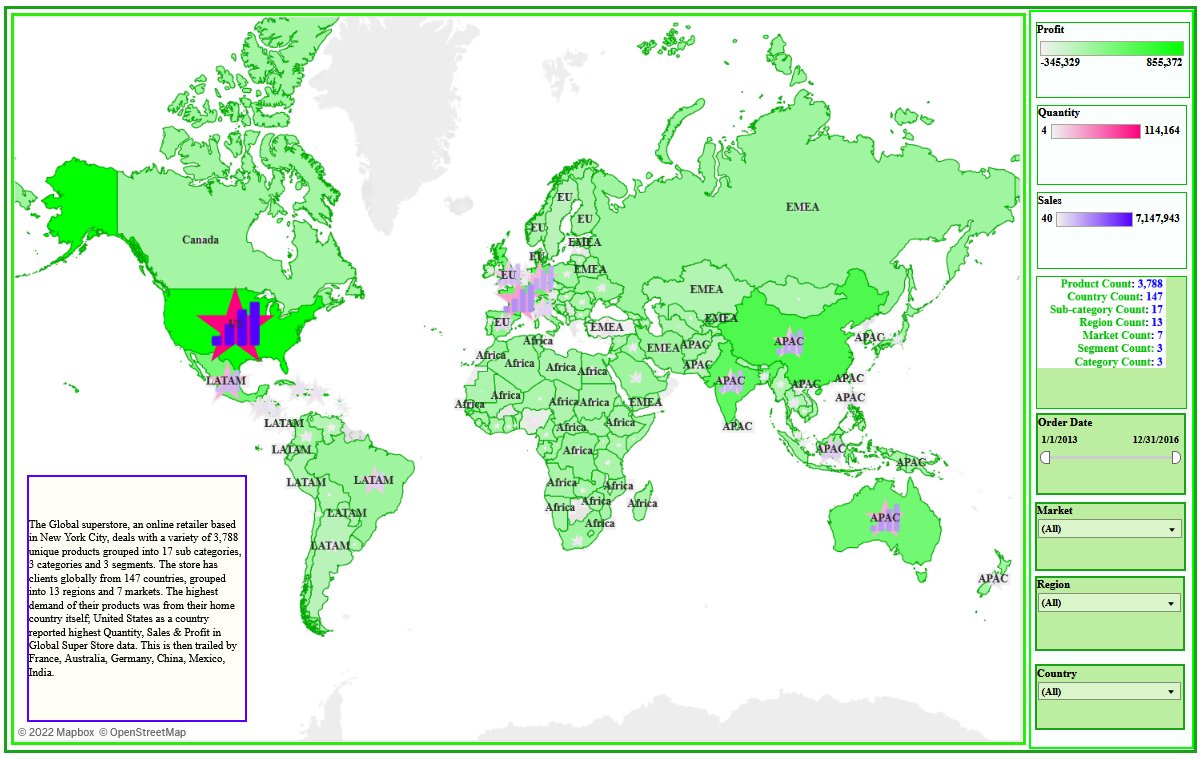 Canada
EMEA
EU
EU
EU
EMEA
EU
EU
EMEA
EMEA
EMEA
EU
EMEA
APAC
APAC
Africa
EMEA
APAC
Africa
Africa
Africa
Africa
APAC
LATAM
APAC
APAC
APAC
Africa
Africa
Africa
Africa
EMEA
APAC
LATAM
Africa
Africa
APAC
LATAM
Africa
APAC
APAC
LATAM
LATAM
Africa
Africa
Africa
Africa
Africa
Africa
LATAM
APAC
LATAM
APAC
The Global superstore, an online retailer based
in New York City, deals with a variety of 3,788
unique products grouped into 17 sub categories,
3 categories and 3 segments. The store has
clients globally from 147 countries, grouped
into 13 regions and 7 markets. The highest
demand of their products was from their home
country itself; United States as a country
reported highest Quantity, Sales & Profit in
Global Super Store data. This is then trailed by
France, Australia, Germany, China, Mexico,
India.
© 2022 Mapbox © OpenStreetMap
Profit
-345,329 855,372
Quantity
4 114,164
Sales
40 7,147,943
Product Count: 3,788
Country Count: 147
Sub-category Count: 17
Region Count: 13
Market Count: 7
Segment Count: 3
Category Count: 3
Order Date
1/1/2013 12/31/2016
Market
(All)
Region
(All)
Country
(All)